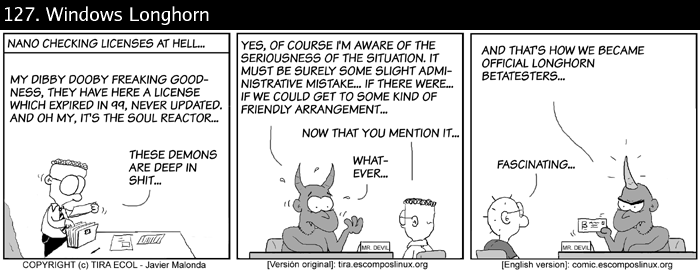 127. Windows Longhorn
NANO CHECKING LICENSES AT HELL...
MY DIBBY DOOBY FREAKING GOOD-
NESS, THEY HAVE HERE A LICENSE
WHICH EXPIRED IN 99, NEVER UPDATED.
AND OH MY, IT'S THE SOUL REACTOR...
THESE DEMONS
ARE DEEP IN
SHIT...
YES, OF COURSE I'M AWARE OF THE
SERIOUSNESS OF THE SITUATION. IT
MUST BE SURELY SOME SLIGHT ADMI-
NISTRATIVE MISTAKE... IF THERE WERE...
IF WE COULD GET TO SOME KIND OF
FRIENDLY ARRANGEMENT...
NOW THAT YOU MENTION IT...
WHAT-
EVER...
MR. DEVIL
AND THAT'S HOW WE BECAME
OFFICIAL LONGHORN
BETATESTERS...
FASCINATING...
β
MR. DEVIL
COPYRIGHT (c) TIRA ECOL - Javier Malonda
[Versión original]: tira.escomposlinux.org
[English version]: comic.escomposlinux.org